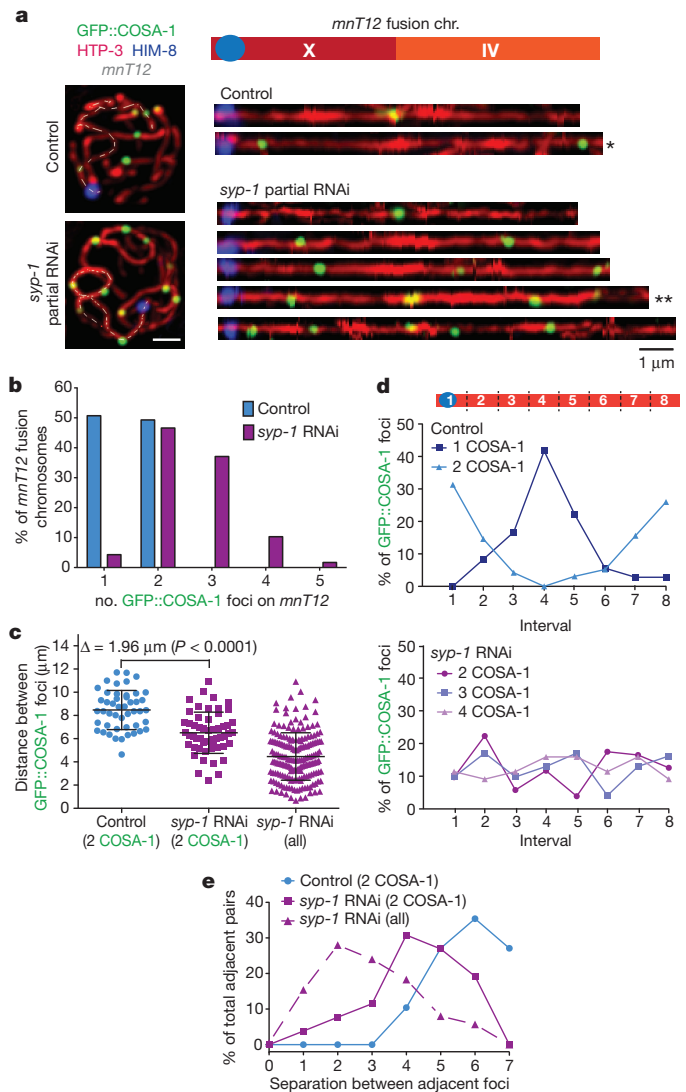 a
GFP::COSA-1
HTP-3 HIM-8
mnT12
mnT12 fusion chr.
X IV
Control
Control
*
syp-1 partial RNAi
syp-1
partial RNAi
**
1 μm
b
60
50
40
30
20
10
0
% of mnT12 fusion
chromosomes
Control
syp-1 RNAi
1 2 3 4 5
no. GFP::COSA-1 foci on mnT12
c
Δ = 1.96 μm (P < 0.0001)
14
12
10
8
6
4
2
0
Distance between
GFP::COSA-1 foci (μm)
Control
(2 COSA-1)
syp-1 RNAi
(2 COSA-1)
syp-1 RNAi
(all)
d
1 2 3 4 5 6 7 8
Control
1 COSA-1
2 COSA-1
50
40
30
20
10
0
% of GFP::COSA-1 foci
1 2 3 4 5 6 7 8
Interval
syp-1 RNAi
2 COSA-1
3 COSA-1
4 COSA-1
50
40
30
20
10
0
% of GFP::COSA-1 foci
1 2 3 4 5 6 7 8
Interval
e
Control (2 COSA-1)
syp-1 RNAi (2 COSA-1)
syp-1 RNAi (all)
40
30
20
10
0
% of total adjacent pairs
0 1 2 3 4 5 6 7
Separation between adjacent foci